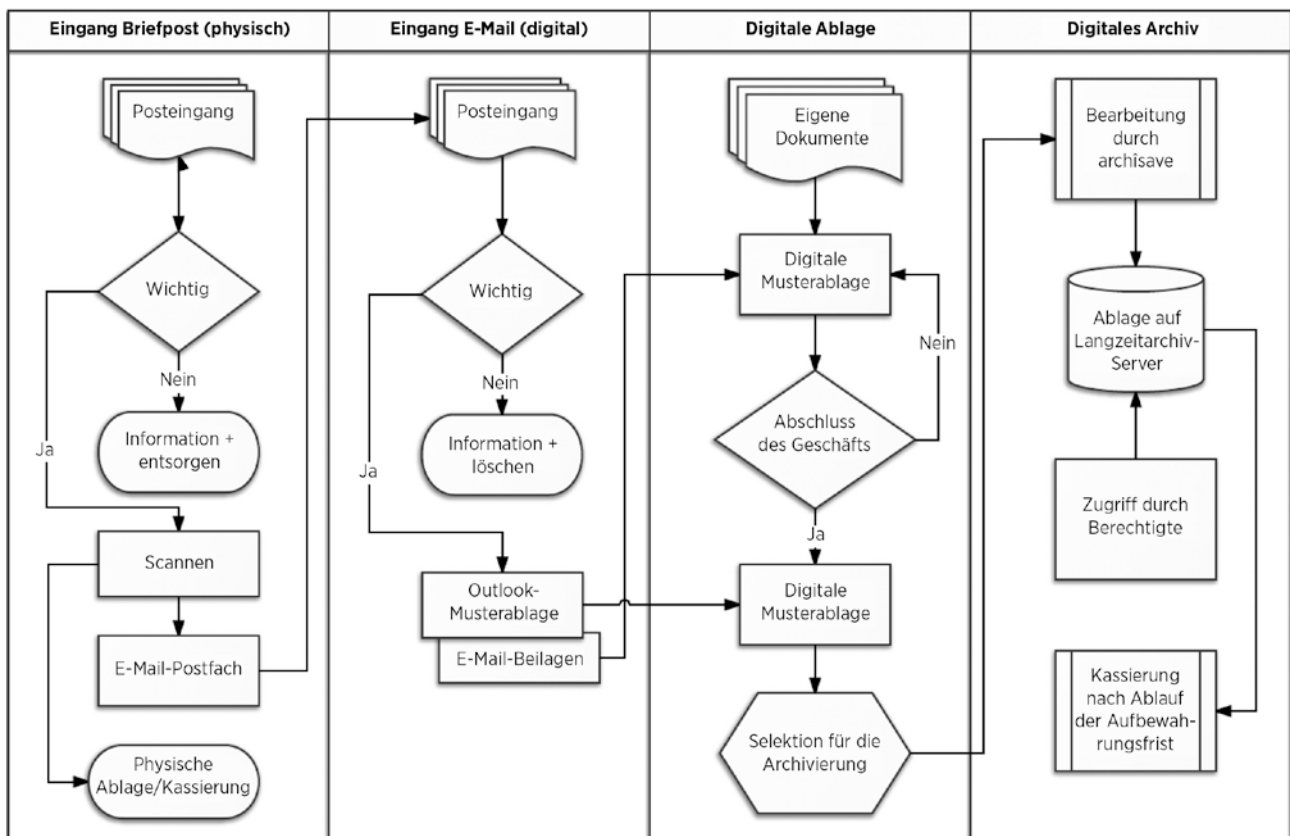 Eingang Briefpost (physisch)
Posteingang
Wichtig
Nein
Information +
entsorgen
Ja
Scannen
E-Mail-Postfach
Physische
Ablage/Kassierung
Eingang E-Mail (digital)
Posteingang
Wichtig
Nein
Information +
löschen
Ja
Outlook-
Musterablage
E-Mail-Beilagen
Digitale Ablage
Eigene
Dokumente
Digitale
Musterablage
Nein
Abschluss
des Geschäfts
Ja
Digitale
Musterablage
Selektion für die
Archivierung
Digitales Archiv
Bearbeitung
durch
archîsave
Ablage auf
Langzeitarchiv-
Server
Zugriff durch
Berechtigte
Kassierung
nach Ablauf
der Aufbewah-
rungsfrist